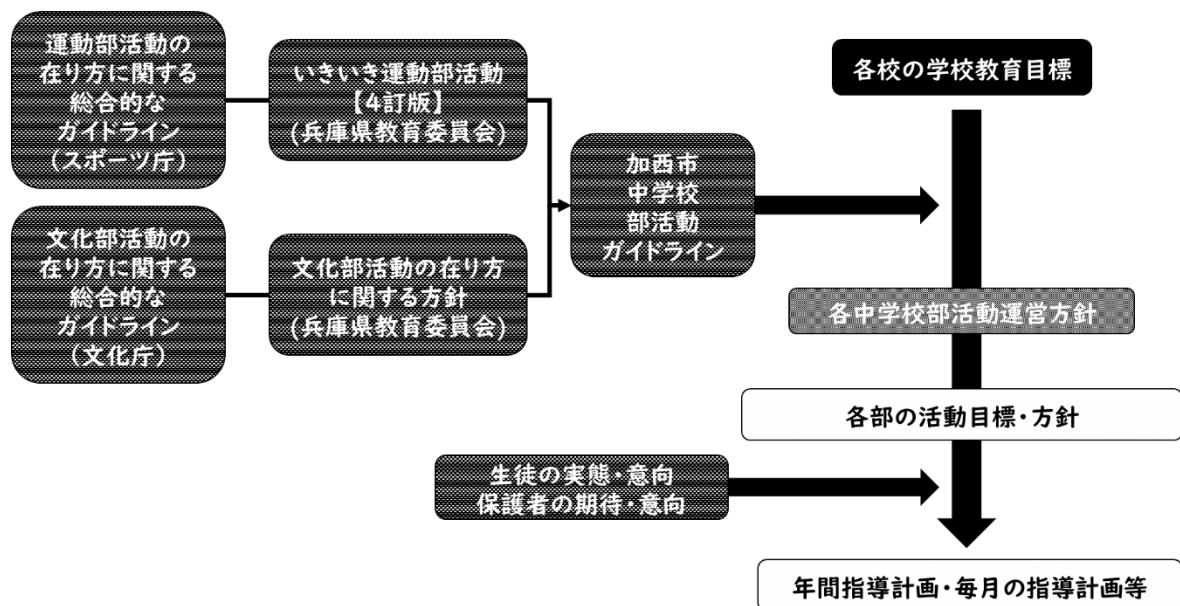 運動部活動の
在り方に関する
総合的な
ガイドライン
(スポーツ庁)
いきいき運動部活動
【4訂版】
(兵庫県教育委員会)
文化部活動の
在り方に関する
総合的な
ガイドライン
(文化庁)
文化部活動の在り方
に関する方針
(兵庫県教育委員会)
加西市
中学校
部活動
ガイドライン
各校の学校教育目標
各中学校部活動運営方針
各部の活動目標・方針
生徒の実態・意向
保護者の期待・意向
年間指導計画・毎月の指導計画等